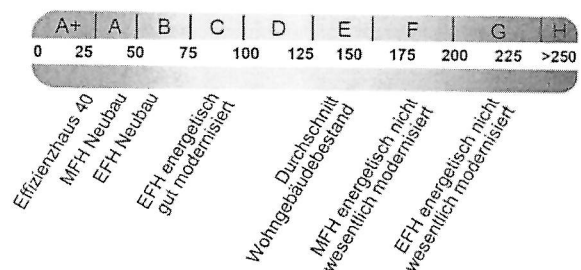 A+ A B C D E F G H
0 25 50 75 100 125 150 175 200 225 >250
Effizienzhaus 40
MFH Neubau
EFH Neubau
EFH energetisch
gut modernisiert
Durchschnitt
Wohngebäudebestand
MFH energetisch nicht
wesentlich modernisiert
EFH energetisch nicht
wesentlich modernisiert